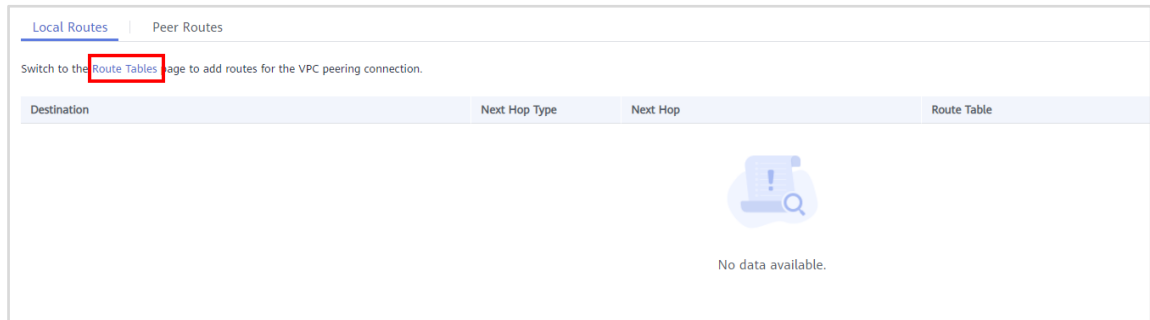 Local Routes Peer Routes
Switch to the Route Tables page to add routes for the VPC peering connection.
Destination Next Hop Type Next Hop Route Table
No data available.